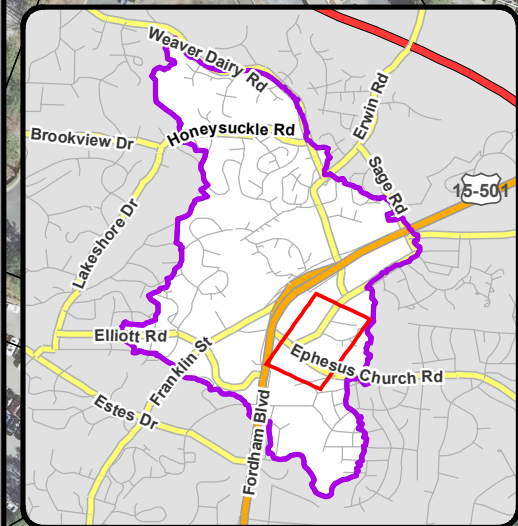 Weaver Dairy Rd
Erwin Rd
Honeysuckle Rd
Brookview Dr
Sage Rd
15-501
Lakeshore Dr
Elliott Rd
Franklin St
Ephesus Church Rd
Estes Dr
Fordham Blvd